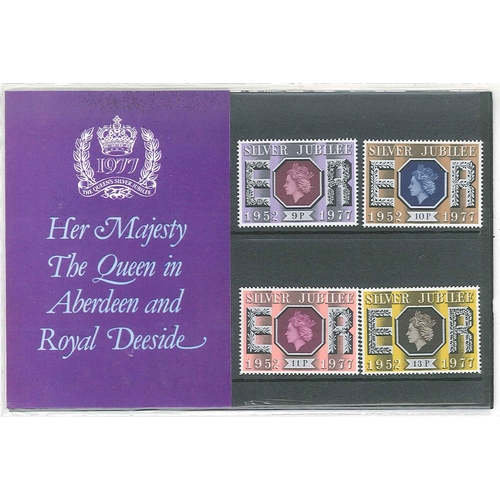 1977
THE QUEEN'S SILVER JUBILEE
Her Majesty
The Queen in
Aberdeen and
Royal Deeside
SILVER JUBILEE
E R
1952 9P 1977
SILVER JUBILEE
E R
1952 10P 1977
SILVER JUBILEE
E R
1952 11P 1977
SILVER JUBILEE
E R
1952 13P 1977